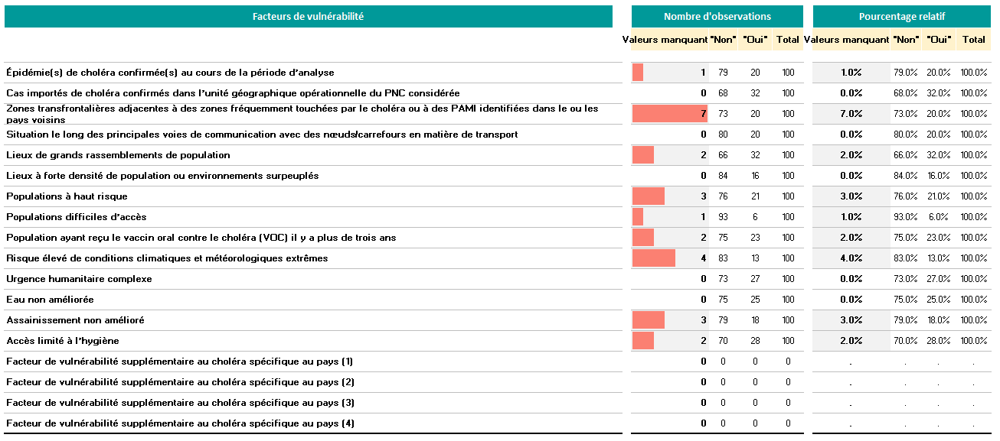 Facteurs de vulnérabilité Nombre d'observations Pourcentage relatif
Valeurs manquant "Non" "Oui" Total Valeurs manquant "Non" "Oui" Total
Épidémie(s) de choléra confirmée(s) au cours de la période d'analyse 1 79 20 100 1.0% 79.0% 20.0% 100.0%
Cas importés de choléra confirmés dans l'unité géographique opérationnelle du PNC considérée 0 68 32 100 0.0% 68.0% 32.0% 100.0%
Zones transfrontalières adjacentes à des zones fréquemment touchées par le choléra ou à des PAMI identifiées dans le ou les
pays voisins 7 73 20 100 7.0% 73.0% 20.0% 100.0%
Situation le long des principales voies de communication avec des nœuds/carrefours en matière de transport 0 80 20 100 0.0% 80.0% 20.0% 100.0%
Lieux de grands rassemblements de population 2 66 32 100 2.0% 66.0% 32.0% 100.0%
Lieux à forte densité de population ou environnements surpeuplés 0 84 16 100 0.0% 84.0% 16.0% 100.0%
Populations à haut risque 3 76 21 100 3.0% 76.0% 21.0% 100.0%
Populations difficiles d'accès 1 93 6 100 1.0% 93.0% 6.0% 100.0%
Population ayant reçu le vaccin oral contre le choléra (VOC) il y a plus de trois ans 2 75 23 100 2.0% 75.0% 23.0% 100.0%
Risque élevé de conditions climatiques et météorologiques extrêmes 4 83 13 100 4.0% 83.0% 13.0% 100.0%
Urgence humanitaire complexe 0 73 27 100 0.0% 73.0% 27.0% 100.0%
Eau non améliorée 0 75 25 100 0.0% 75.0% 25.0% 100.0%
Assainissement non amélioré 3 79 18 100 3.0% 79.0% 18.0% 100.0%
Accès limité à l'hygiène 2 70 28 100 2.0% 70.0% 28.0% 100.0%
Facteur de vulnérabilité supplémentaire au choléra spécifique au pays (1) 0 0 0 0 . . . .
Facteur de vulnérabilité supplémentaire au choléra spécifique au pays (2) 0 0 0 0 . . . .
Facteur de vulnérabilité supplémentaire au choléra spécifique au pays (3) 0 0 0 0 . . . .
Facteur de vulnérabilité supplémentaire au choléra spécifique au pays (4) 0 0 0 0 . . . .